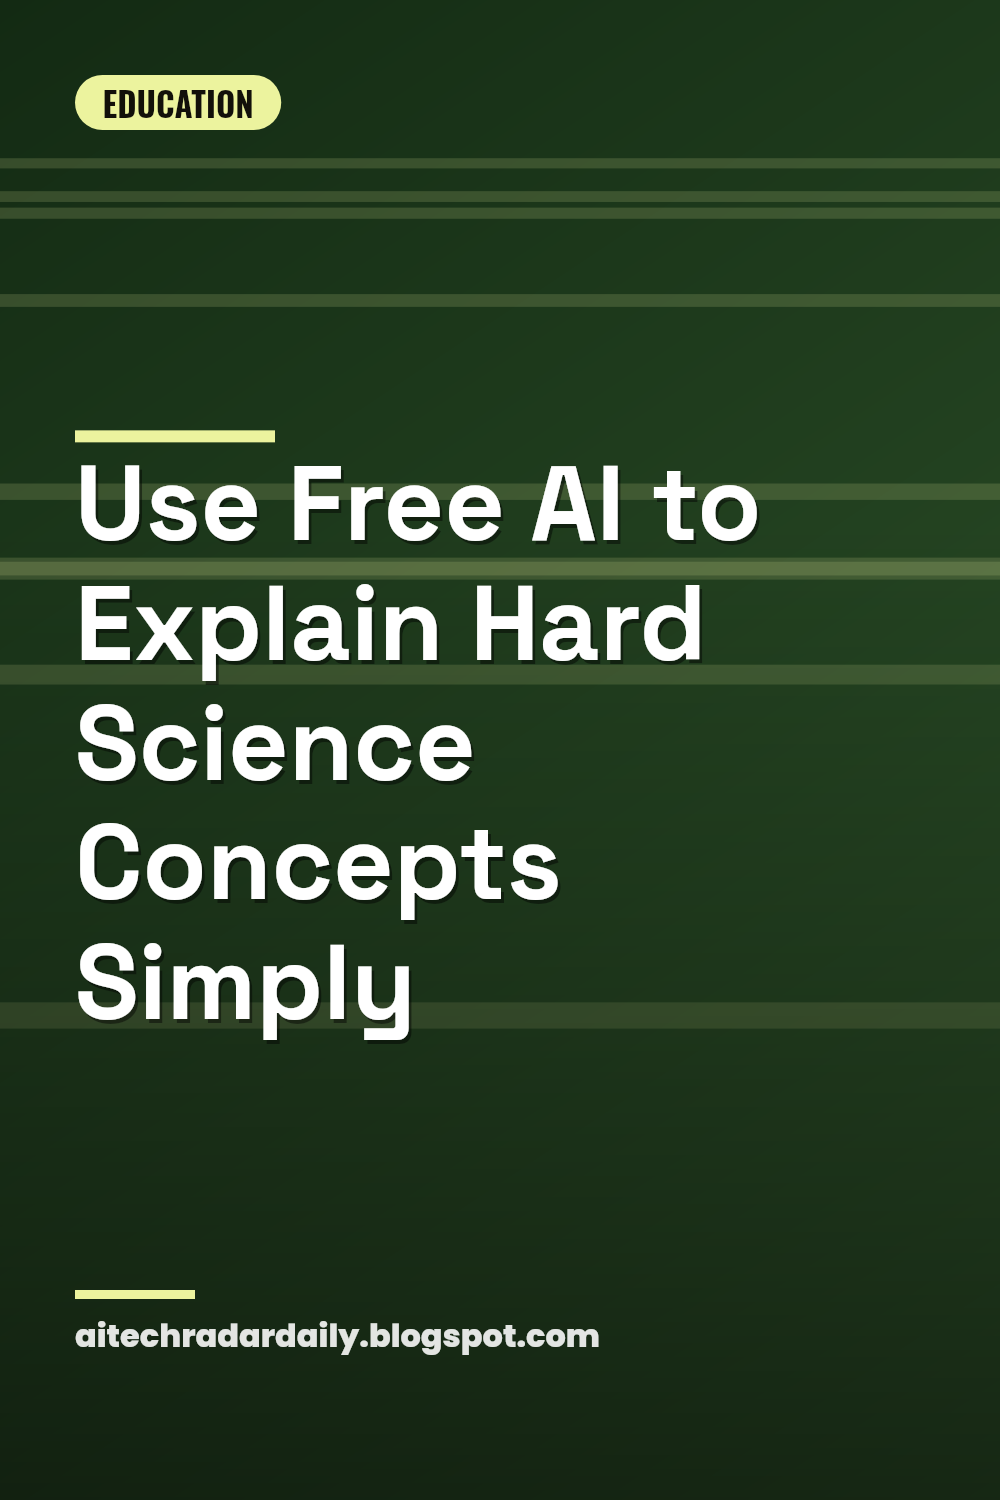 EDUCATION
Use Free AI to
Explain Hard
Science
Concepts
Simply
aitechradardaily.blogspot.com